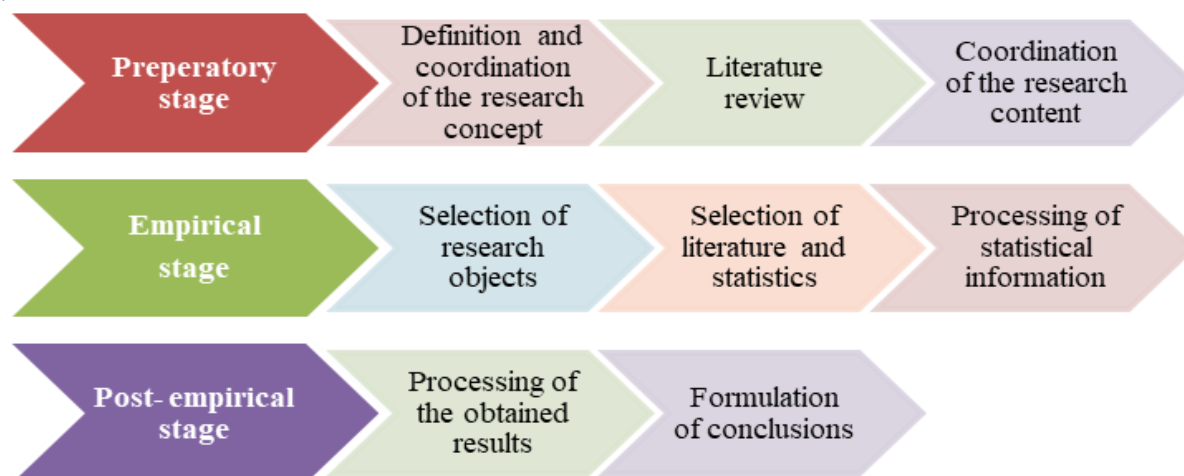 Preperatory
stage
Definition and
coordination
of the research
concept
Literature
review
Coordination
of the research
content
Empirical
stage
Selection of
research
objects
Selection of
literature and
statistics
Processing of
statistical
information
Post- empirical
stage
Processing of
the obtained
results
Formulation
of conclusions